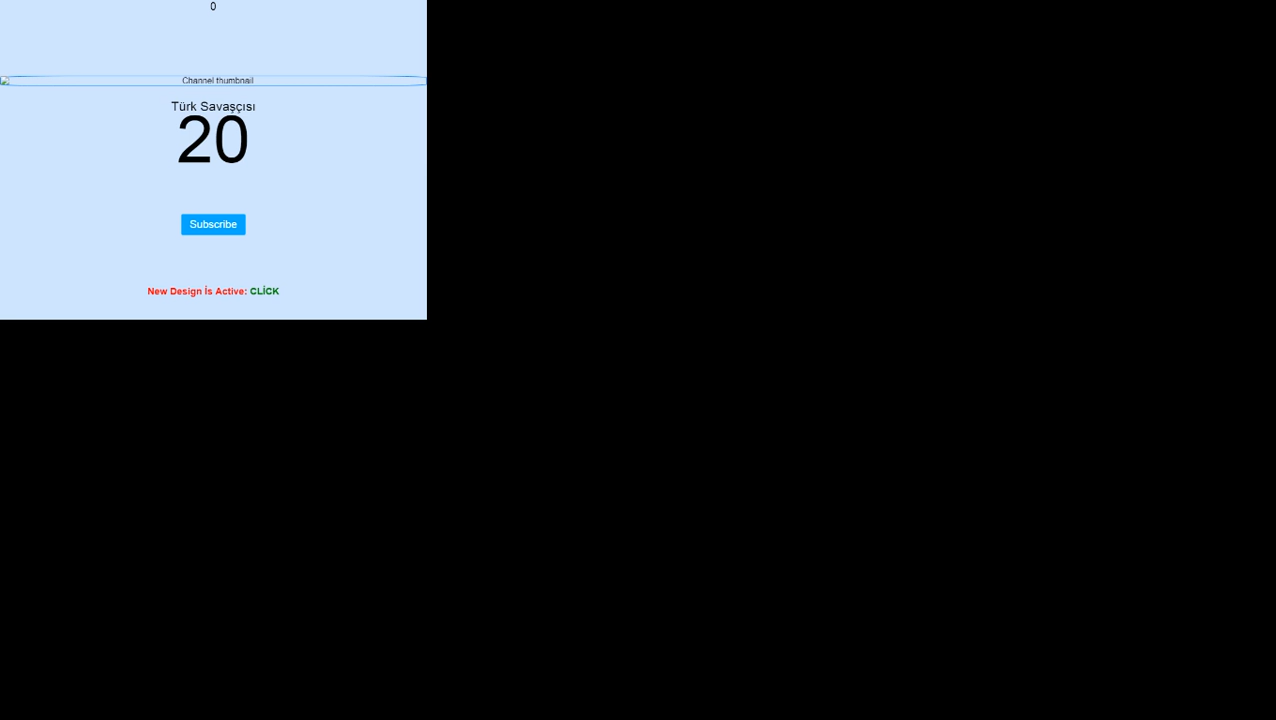 0
Channel thumbnail
Türk Savaşçısı
20
Subscribe
New Design İs Active: CLİCK